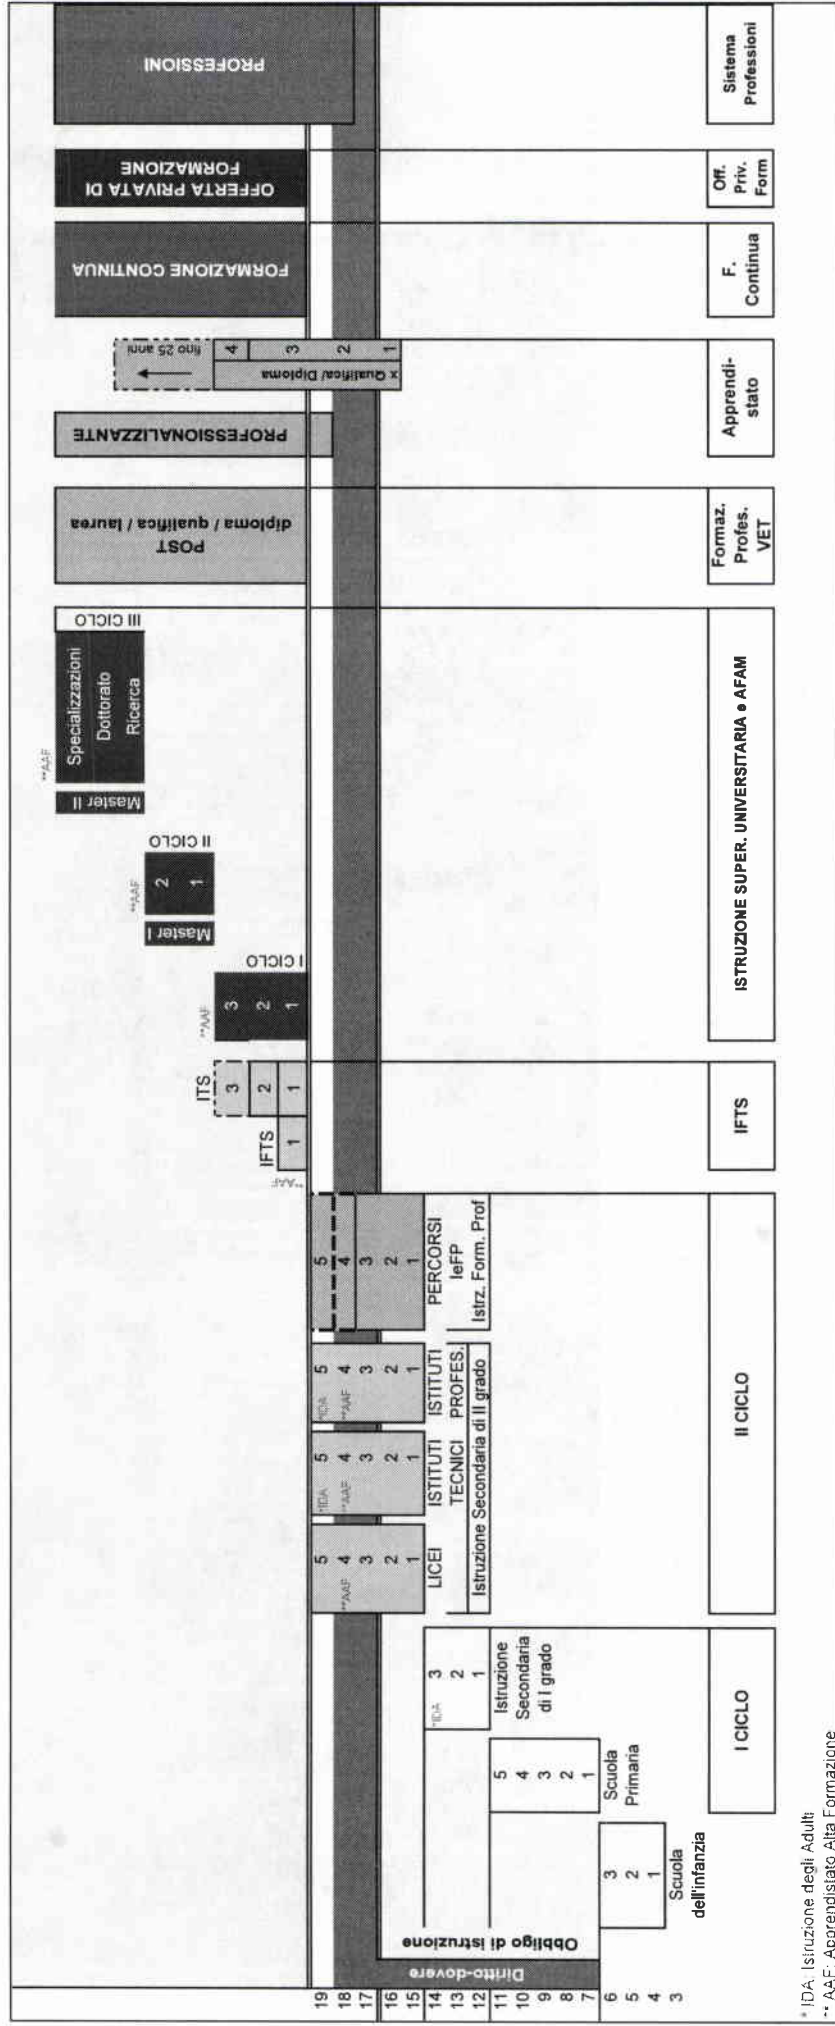 19
18
17
16
15
14
13
12
11
10
9
8
7
6
5
4
3
Diritto-dovere
Obbligo di istruzione
3
2
1
Scuola
dell'infanzia
5
4
3
2
1
Scuola
Primaria
*IDA
3
2
1
Istruzione
Secondaria
di I grado
I CICLO
5
**AAF 4
3
2
1
LICEI
*IDA 5
**AAF 4
3
2
1
ISTITUTI
TECNICI
*IDA 5
**AAF 4
3
2
1
ISTITUTI
PROFES.
Istruzione Secondaria di II grado
5
4
3
2
1
PERCORSI
IeFP
Istrz. Form. Prof
II CICLO
**AAF
IFTS
1
ITS
3
2
1
IFTS
**AAF
3
2
1
I CICLO
Master I
**AAF
2
1
II CICLO
Master II
**AAF
Specializzazioni
Dottorato
Ricerca
III CICLO
ISTRUZIONE SUPER. UNIVERSITARIA e AFAM
POST
diploma / qualifica / laurea
Formaz.
Profes.
VET
PROFESSIONALIZZANTE
fino 25 anni
x Qualifica/ Diploma
4
3
2
1
Apprendi-
stato
FORMAZIONE CONTINUA
F.
Continua
OFFERTA PRIVATA DI
FORMAZIONE
Off.
Priv.
Form
PROFESSIONI
Sistema
Professioni
* IDA: Istruzione degli Adulti
** AAF: Apprendistato Alta Formazione